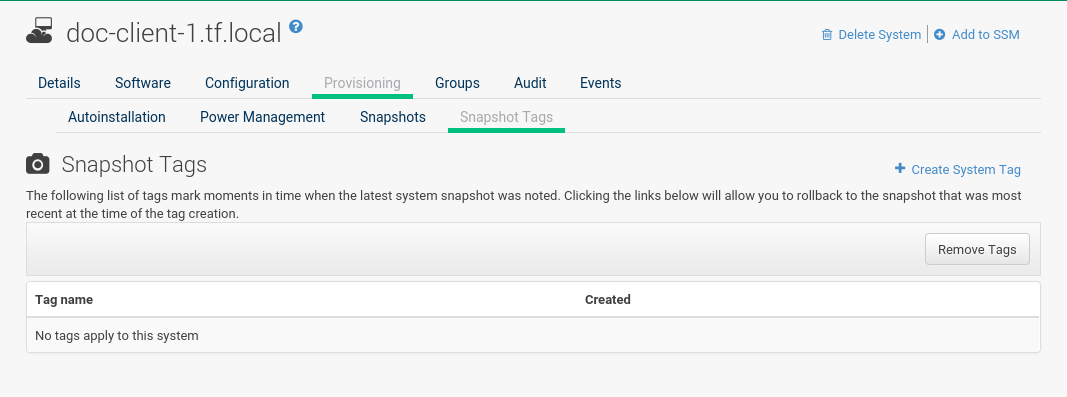 doc-client-1.tf.local ?
Delete System | Add to SSM
Details Software Configuration Provisioning Groups Audit Events
Autoinstallation Power Management Snapshots Snapshot Tags
Snapshot Tags
+ Create System Tag
The following list of tags mark moments in time when the latest system snapshot was noted. Clicking the links below will allow you to rollback to the snapshot that was most
recent at the time of the tag creation.
Remove Tags
Tag name Created
No tags apply to this system